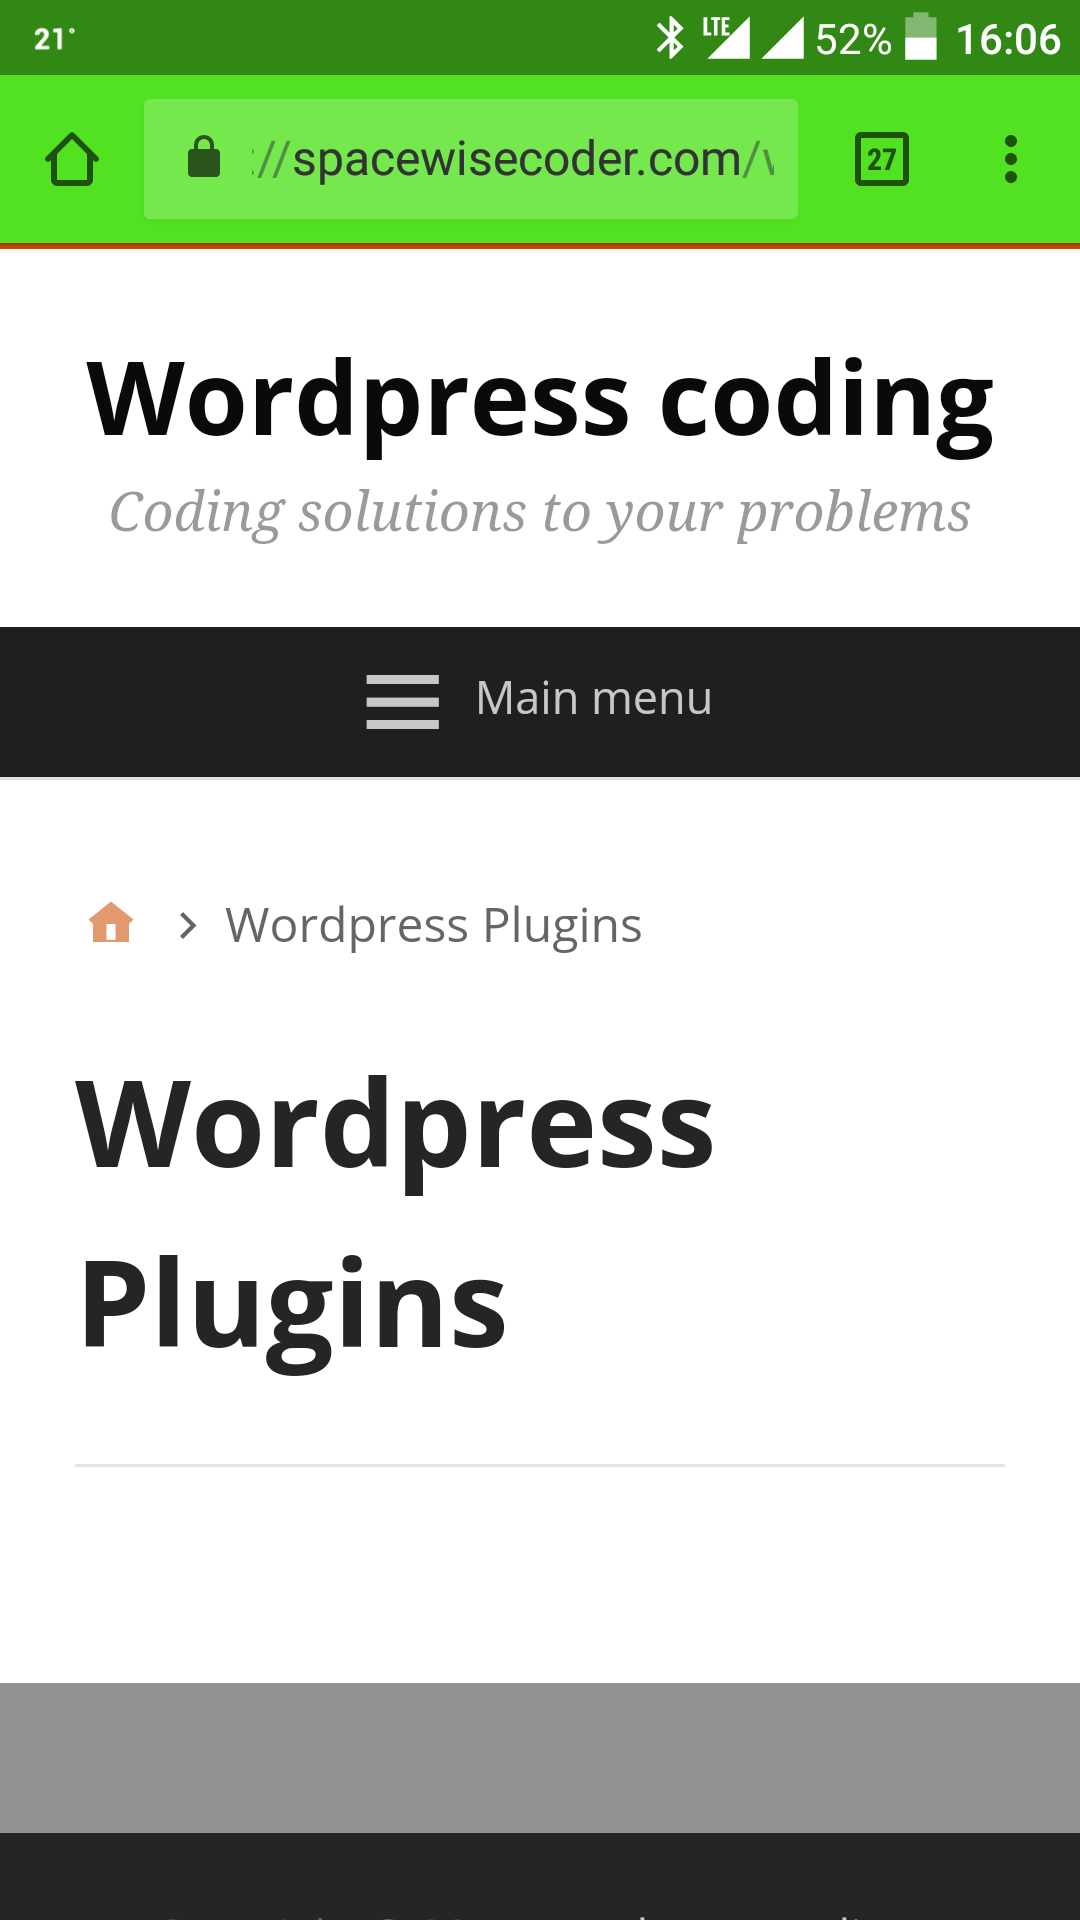 21°
LTE 52% 16:06
://spacewisecoder.com/
27
Wordpress coding
Coding solutions to your problems
Main menu
Wordpress Plugins
Wordpress
Plugins